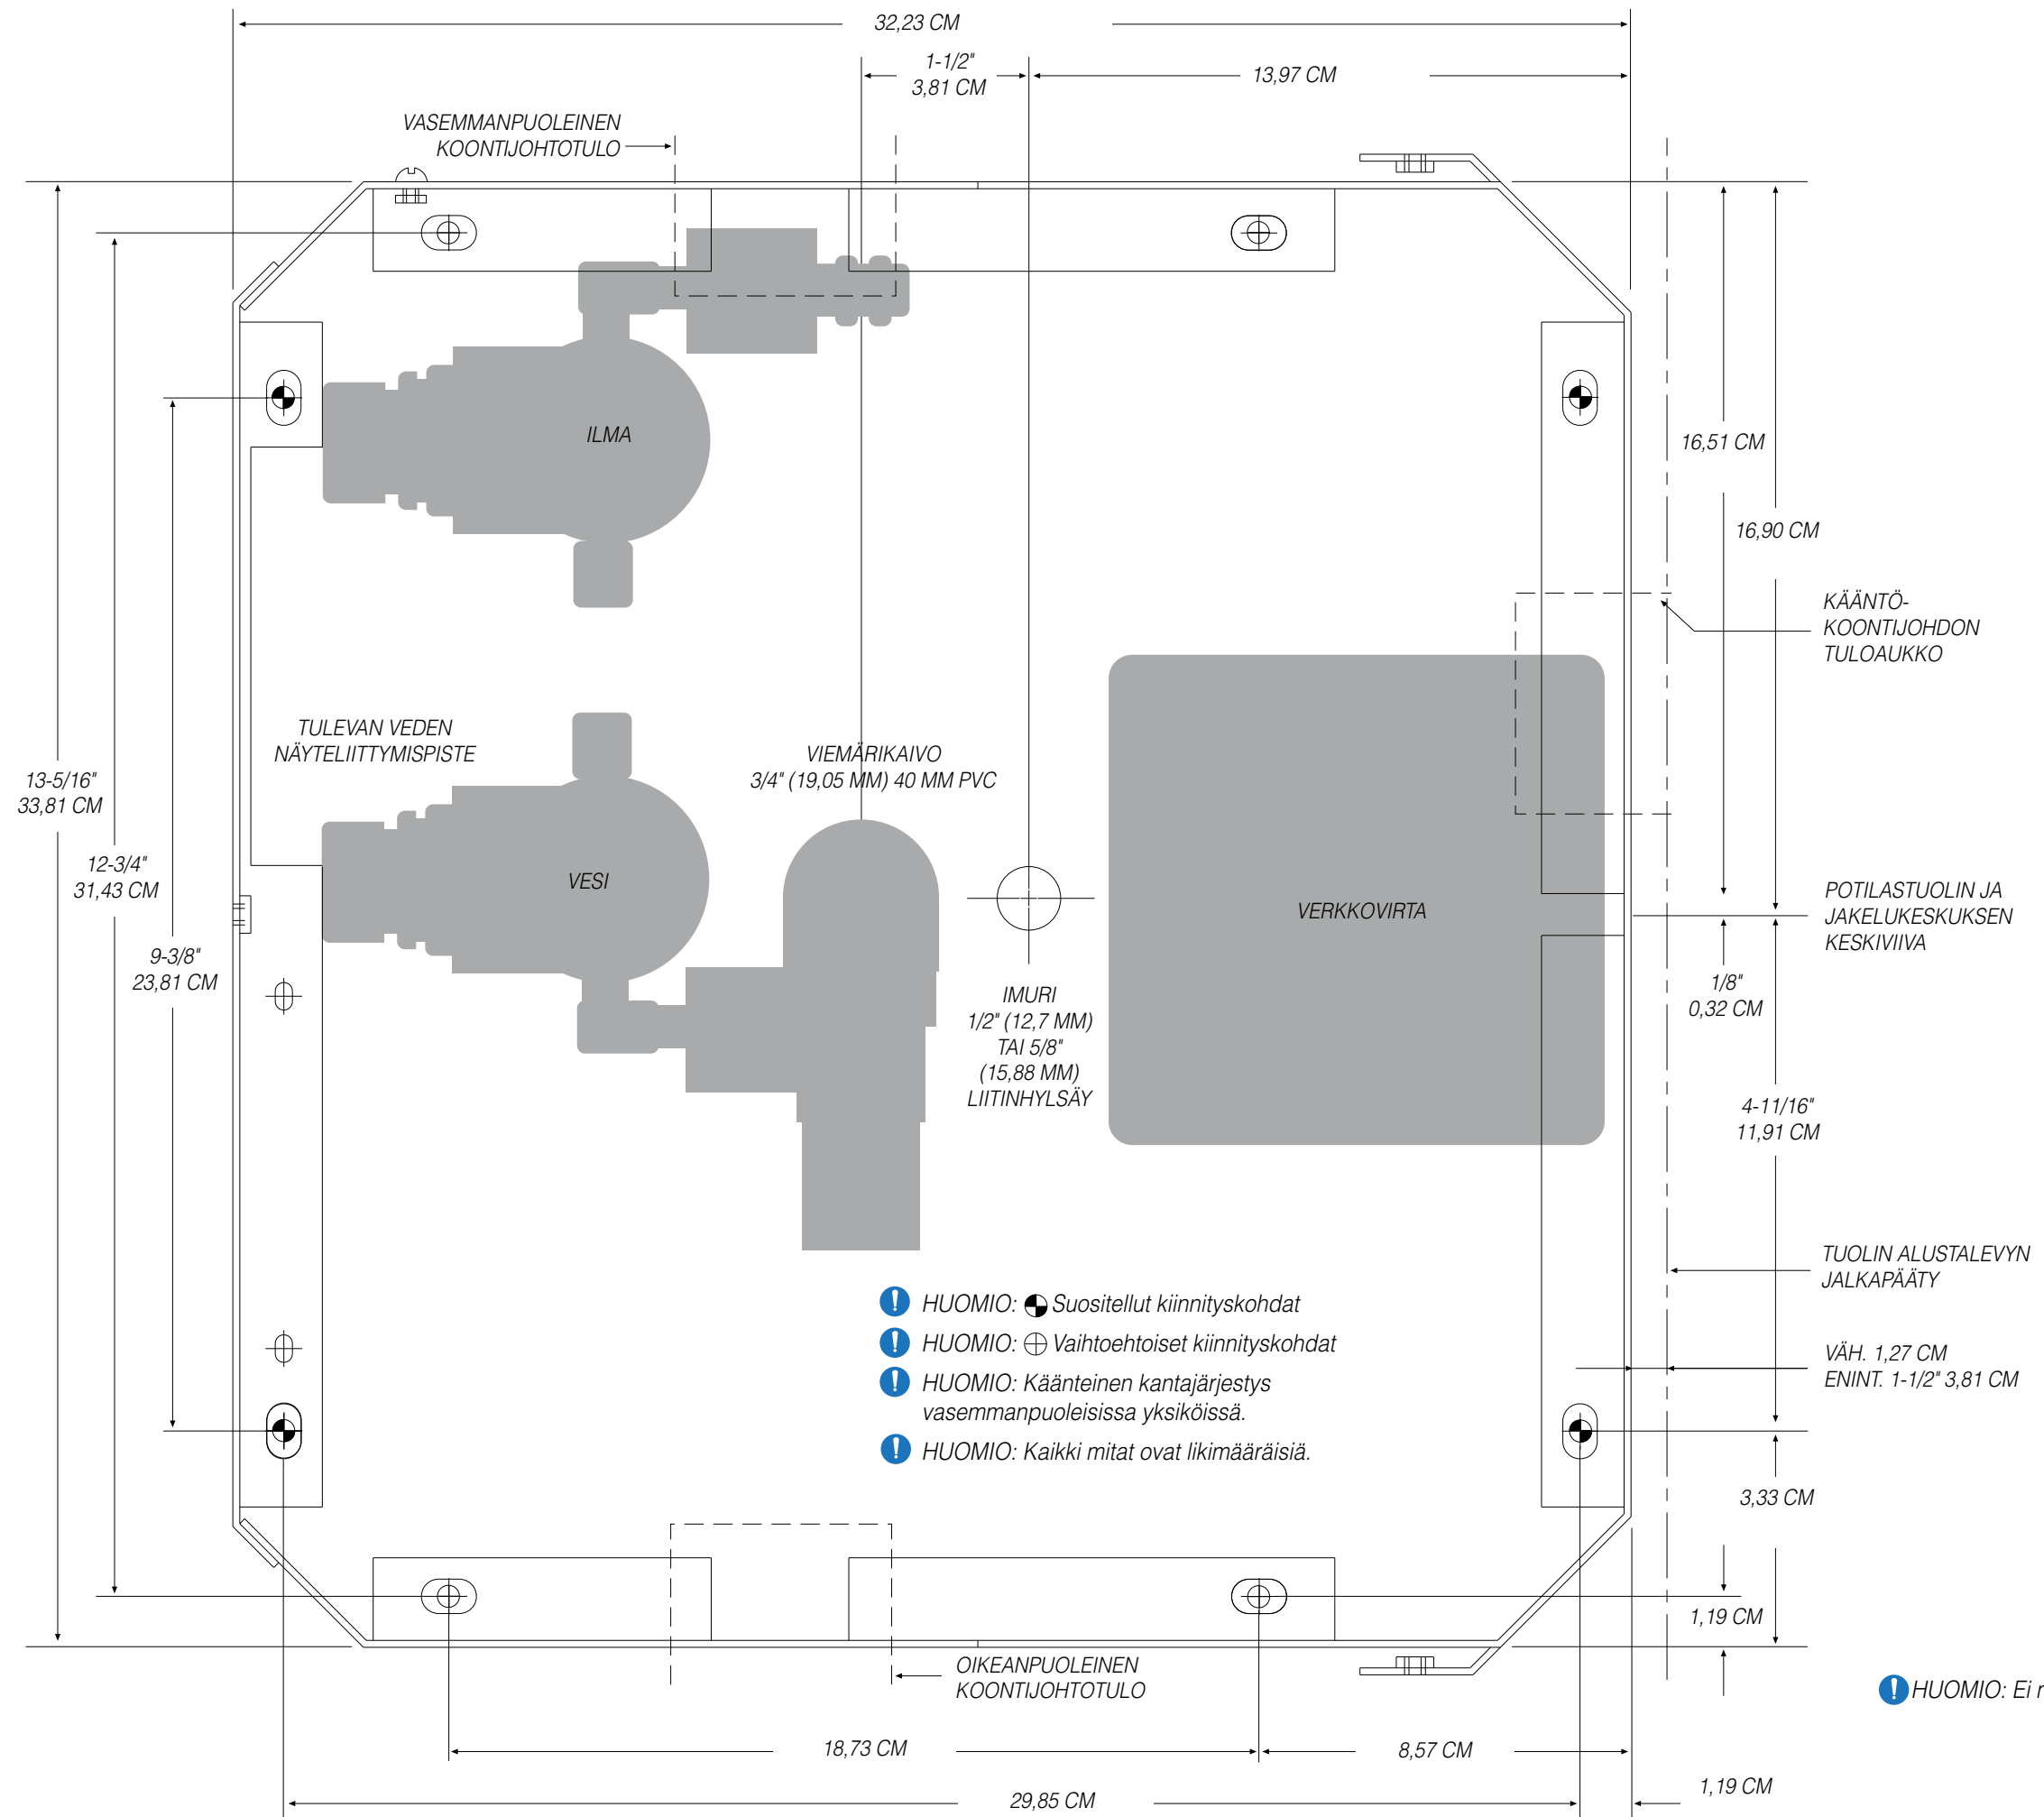 32,23 CM
1-1/2"
3,81 CM
13,97 CM
VASEMMANPUOLEINEN
KOONTIJOHTOTULO
16,51 CM
16,90 CM
ILMA
KÄÄNTÖ-
KOONTIJOHDON
TULOAUKKO
TULEVAN VEDEN
NÄYTELIITTYMISPISTE
VIEMÄRIKAIVO
3/4" (19,05 MM) 40 MM PVC
13-5/16"
33,81 CM
12-3/4"
31,43 CM
9-3/8"
23,81 CM
VESI
VERKKOVIRTA
POTILASTUOLIN JA
JAKELUKESKUKSEN
KESKIVIIVA
IMURI
1/2" (12,7 MM)
TAI 5/8"
(15,88 MM)
LIITINHYLSÄY
1/8"
0,32 CM
4-11/16"
11,91 CM
TUOLIN ALUSTALEVYN
JALKAPÄÄTY
HUOMIO: Suositellut kiinnityskohdat
HUOMIO: Vaihtoehtoiset kiinnityskohdat
HUOMIO: Käänteinen kantajärjestys
vasemmanpuoleisissa yksiköissä.
HUOMIO: Kaikki mitat ovat likimääräisiä.
VÄH. 1,27 CM
ENINT. 1-1/2" 3,81 CM
3,33 CM
1,19 CM
OIKEANPUOLEINEN
KOONTIJOHTOTULO
HUOMIO: Ei
18,73 CM
8,57 CM
29,85 CM
1,19 CM